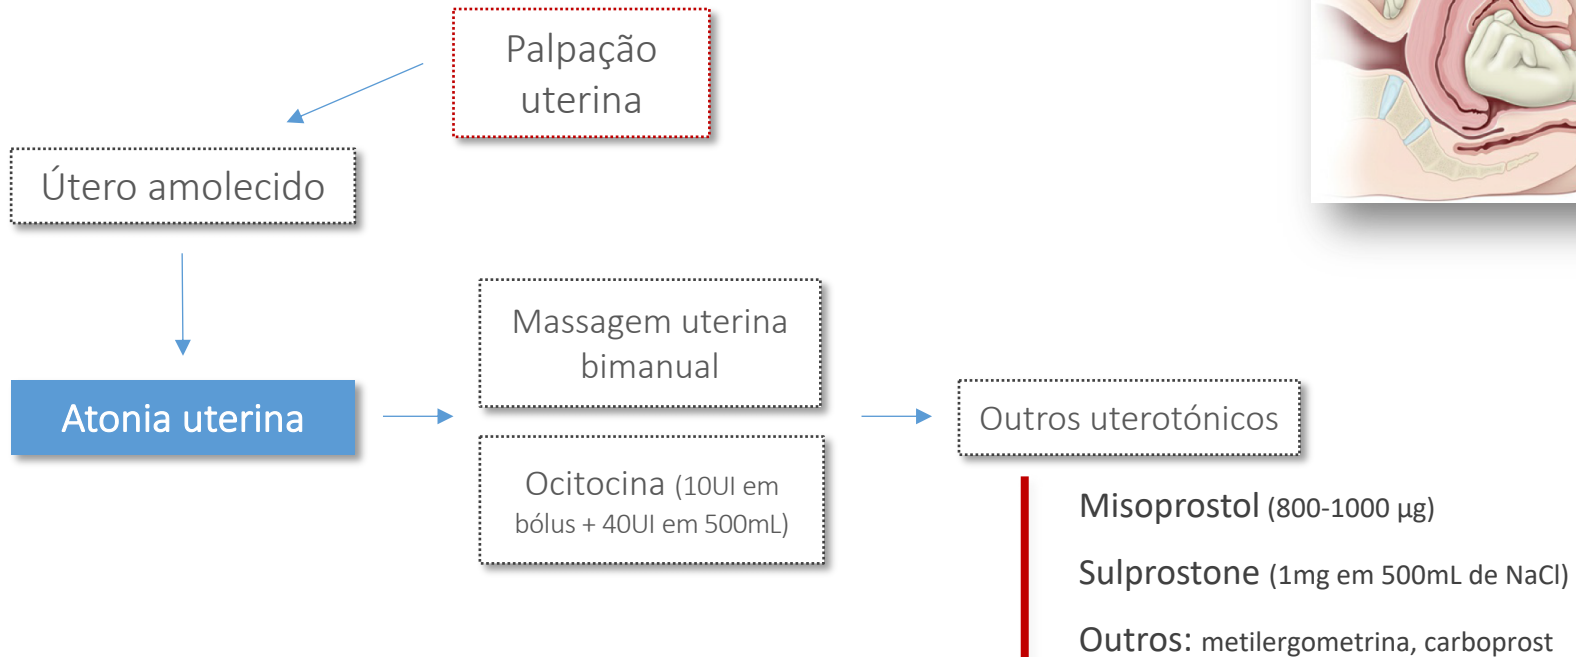 Palpação
uterina
Útero amolecido
Massagem uterina
bimanual
Atonia uterina
Outros uterotónicos
Ocitocina (10UI em
bólus + 40UI em 500mL)
Misoprostol (800-1000 µg)
Sulprostone (1mg em 500mL de NaCl)
Outros: metilergometrina, carboprost